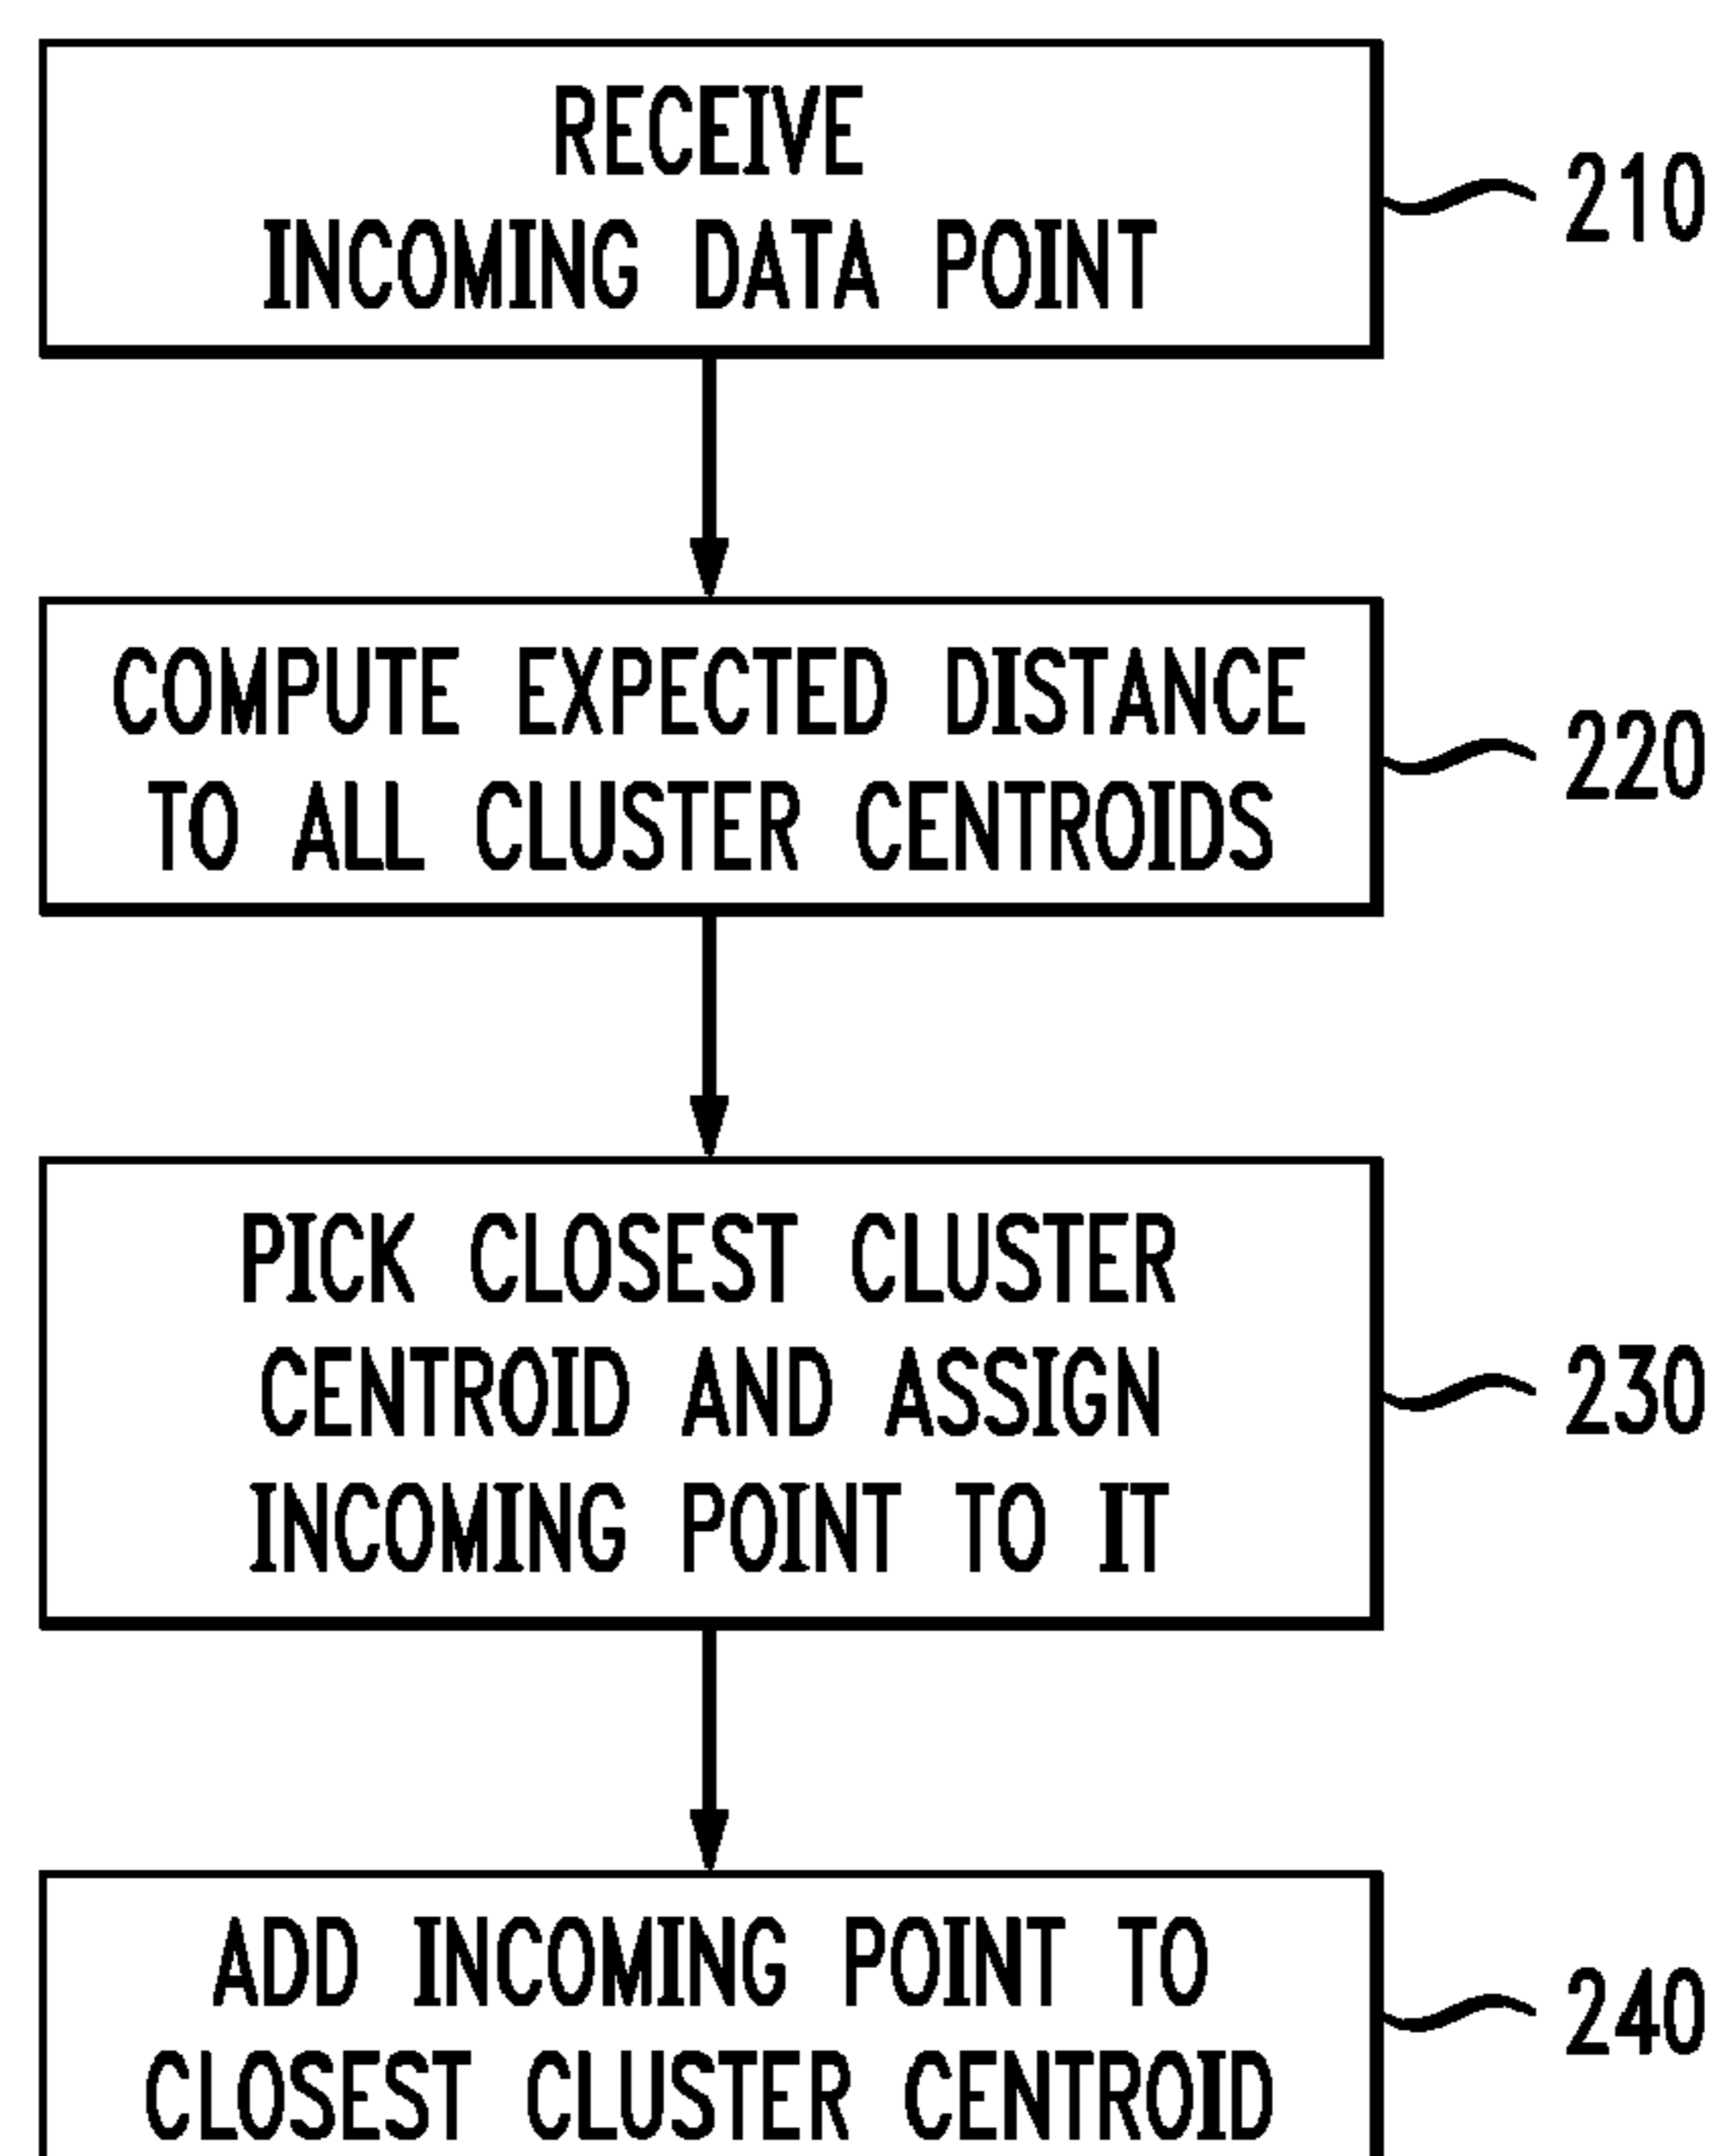 RECEIVE
INCOMING DATA POINT
210
COMPUTE EXPECTED DISTANCE
TO ALL CLUSTER CENTROIDS
220
PICK CLOSEST CLUSTER
CENTROID AND ASSIGN
INCOMING POINT TO IT
230
ADD INCOMING POINT TO
CLOSEST CLUSTER CENTROID
240